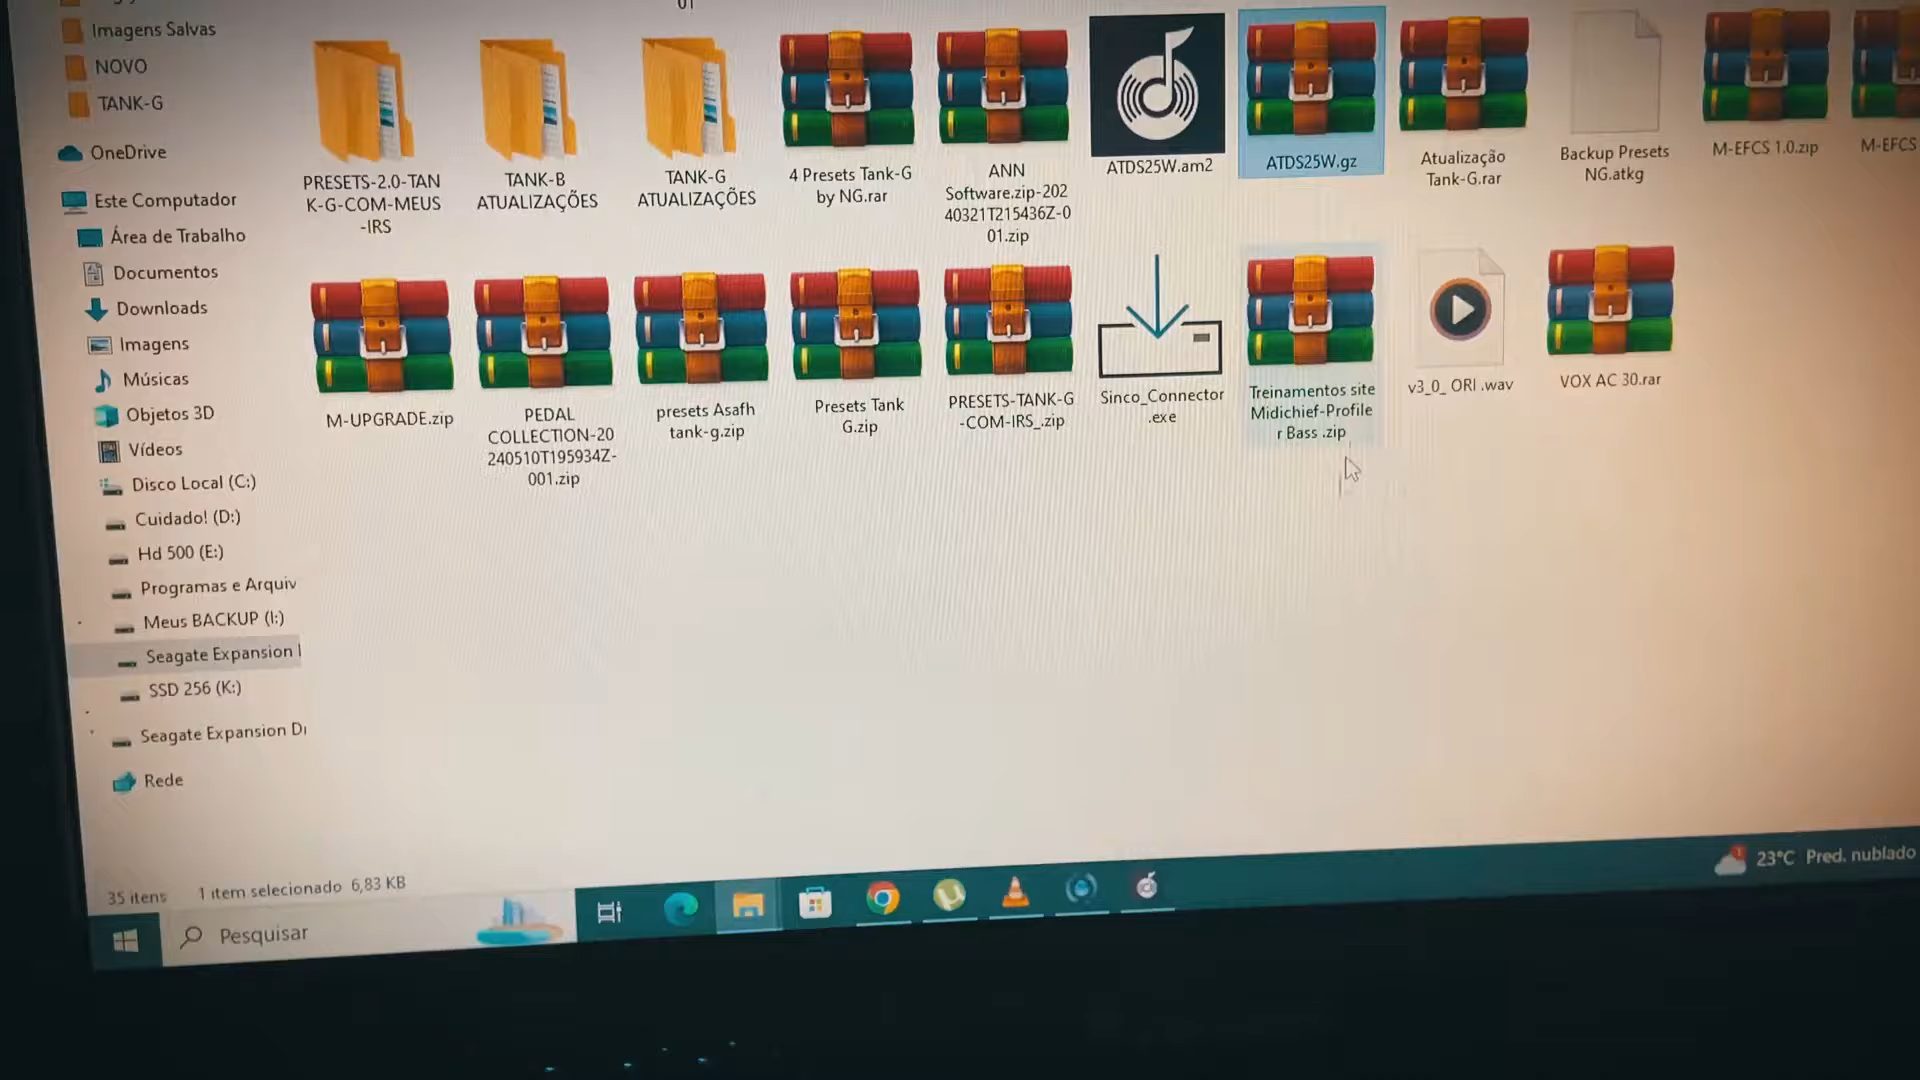 01
Imagens Salvas
NOVO
TANK-G
OneDrive
Este Computador
Área de Trabalho
Documentos
Downloads
Imagens
Músicas
Objetos 3D
Vídeos
Disco Local (C:)
Cuidado! (D:)
Hd 500 (E:)
Programas e Arquiv
Meus BACKUP (I:)
Seagate Expansion
SSD 256 (K:)
Seagate Expansion Dr
Rede
PRESETS-2.0-TAN
K-G-COM-MEUS
-IRS
TANK-B
ATUALIZAÇÕES
TANK-G
ATUALIZAÇÕES
4 Presets Tank-G
by NG.rar
ANN
Software.zip-202
40321T215436Z-0
01.zip
ATDS25W.am2
ATDS25W.gz
Atualização
Tank-G.rar
Backup Presets
NG.atkg
M-EFCS 1.0.zip
M-EFCS
M-UPGRADE.zip
PEDAL
COLLECTION-20
240510T195934Z-
001.zip
presets Asafh
tank-g.zip
Presets Tank
G.zip
PRESETS-TANK-G
-COM-IRS_.zip
Sinco_Connector
.exe
Treinamentos site
Midichief-Profile
r Bass .zip
v3_0_ ORI .wav
VOX AC 30.rar
35 itens 1 item selecionado 6,83 KB
Pesquisar
23°C Pred. nublado